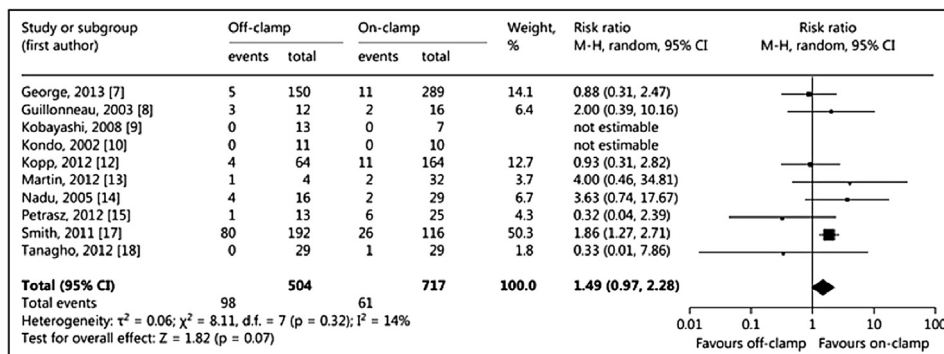 Study or subgroup Off-clamp On-clamp Weight, Risk ratio Risk ratio
(first author) events total events total % M-H, random, 95% CI M-H, random, 95% CI
George, 2013 [7] 5 150 11 289 14.1 0.88 (0.31, 2.47)
Guillonneau, 2003 [8] 3 12 2 16 6.4 2.00 (0.39, 10.16)
Kobayashi, 2008 [9] 0 13 0 7 not estimable
Kondo, 2002 [10] 0 11 0 10 not estimable
Kopp, 2012 [12] 4 64 11 164 12.7 0.93 (0.31, 2.82)
Martin, 2012 [13] 1 4 2 32 3.7 4.00 (0.46, 34.81)
Nadu, 2005 [14] 4 16 2 29 6.7 3.63 (0.74, 17.67)
Petrasz, 2012 [15] 1 13 6 25 4.3 0.32 (0.04, 2.39)
Smith, 2011 [17] 80 192 26 116 50.3 1.86 (1.27, 2.71)
Tanagho, 2012 [18] 0 29 1 29 1.8 0.33 (0.01, 7.86)
Total (95% CI) 504 717 100.0 1.49 (0.97, 2.28)
Total events 98 61
Heterogeneity: τ² = 0.06; χ² = 8.11, d.f. = 7 (p = 0.32); I² = 14%
Test for overall effect: Z = 1.82 (p = 0.07)
0.01 0.1 1 10 100
Favours off-clamp Favours on-clamp